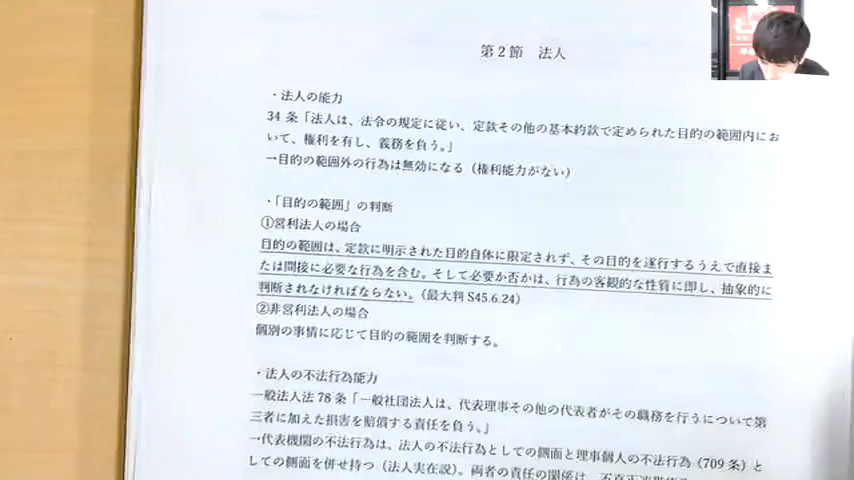 第2節　法人
・法人の能力
34 条「法人は、法令の規定に従い、定款その他の基本約款で定められた目的の範囲内にお
いて、権利を有し、義務を負う。」
→目的の範囲外の行為は無効になる（権利能力がない）
・「目的の範囲」の判断
①営利法人の場合
目的の範囲は、定款に明示された目的自体に限定されず、その目的を遂行するうえで直接ま
たは間接に必要な行為を含む。そして必要か否かは、行為の客観的な性質に即し、抽象的に
判断されなければならない。（最大判 S45.6.24）
②非営利法人の場合
個別の事情に応じて目的の範囲を判断する。
・法人の不法行為能力
一般法人法 78 条「一般社団法人は、代表理事その他の代表者がその職務を行うについて第
三者に加えた損害を賠償する責任を負う。」
→代表機関の不法行為は、法人の不法行為としての側面と理事個人の不法行為（709 条）と
しての側面を併せ持つ（法人実在説）。両者の責任の関係は、不真正連帯債